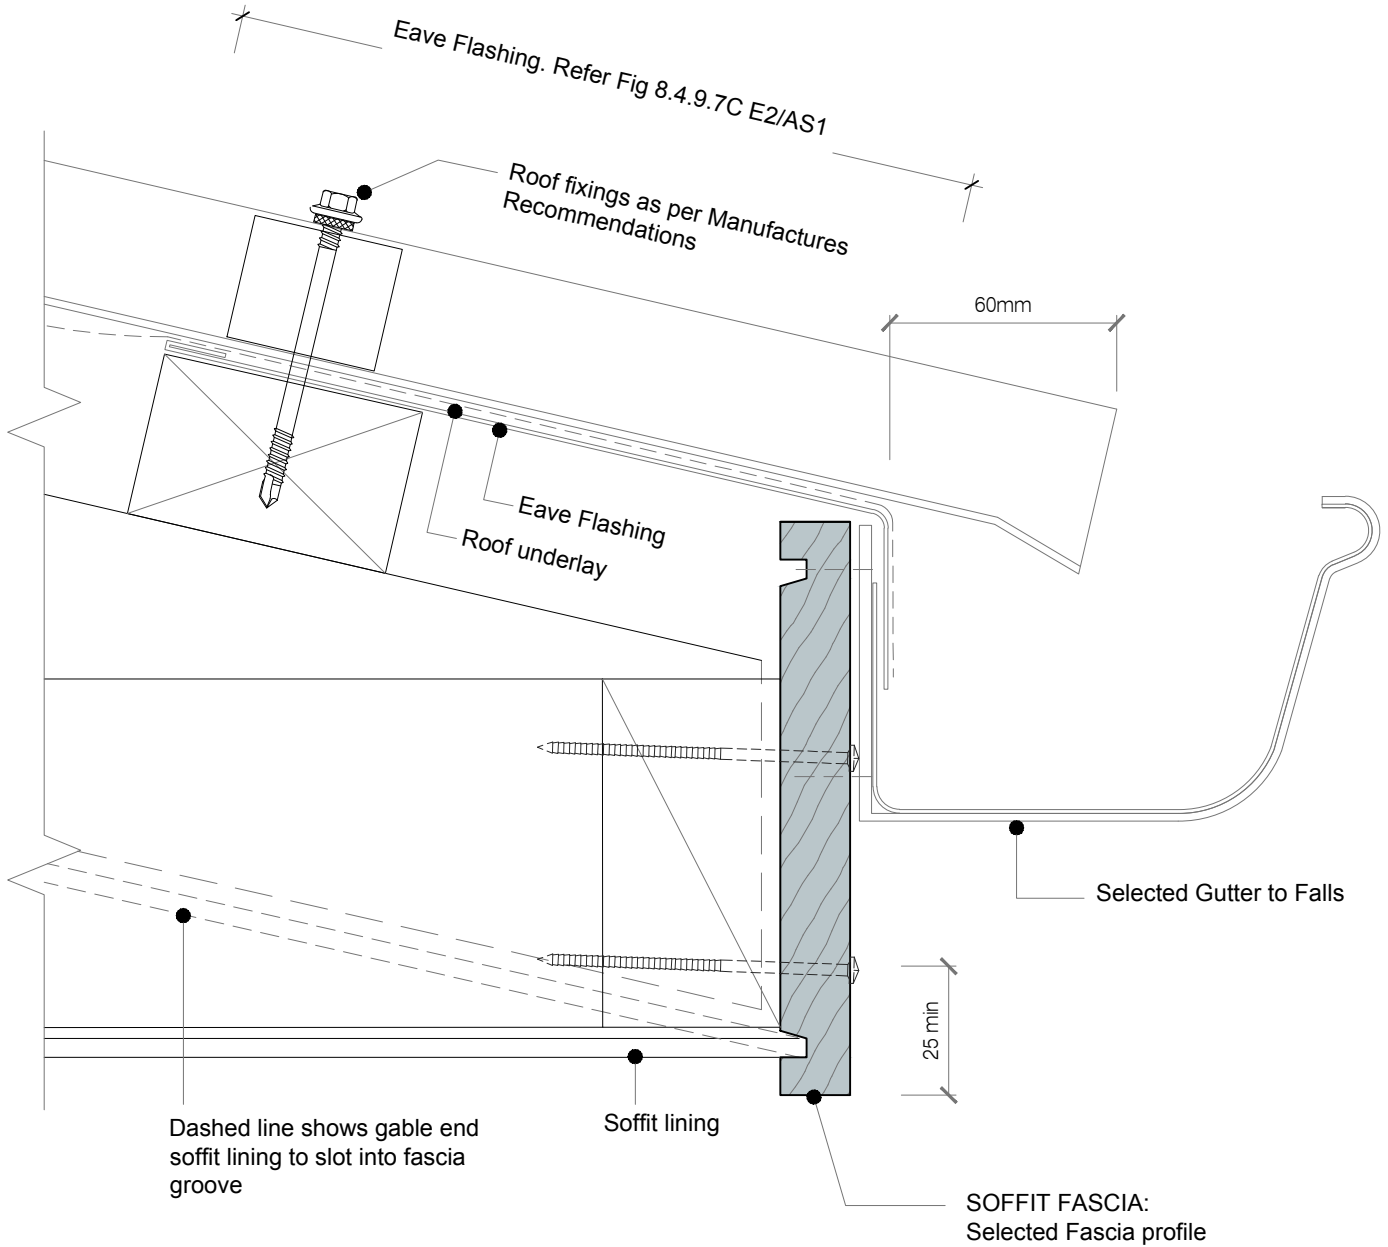 Eave Flashing. Refer Fig 8.4.9.7C E2/AS1
Roof fixings as per Manufactures
Recommendations
60mm
Eave Flashing
Roof underlay
Selected Gutter to Falls
25 min
Soffit lining
Dashed line shows gable end
soffit lining to slot into fascia
groove
SOFFIT FASCIA:
Selected Fascia profile